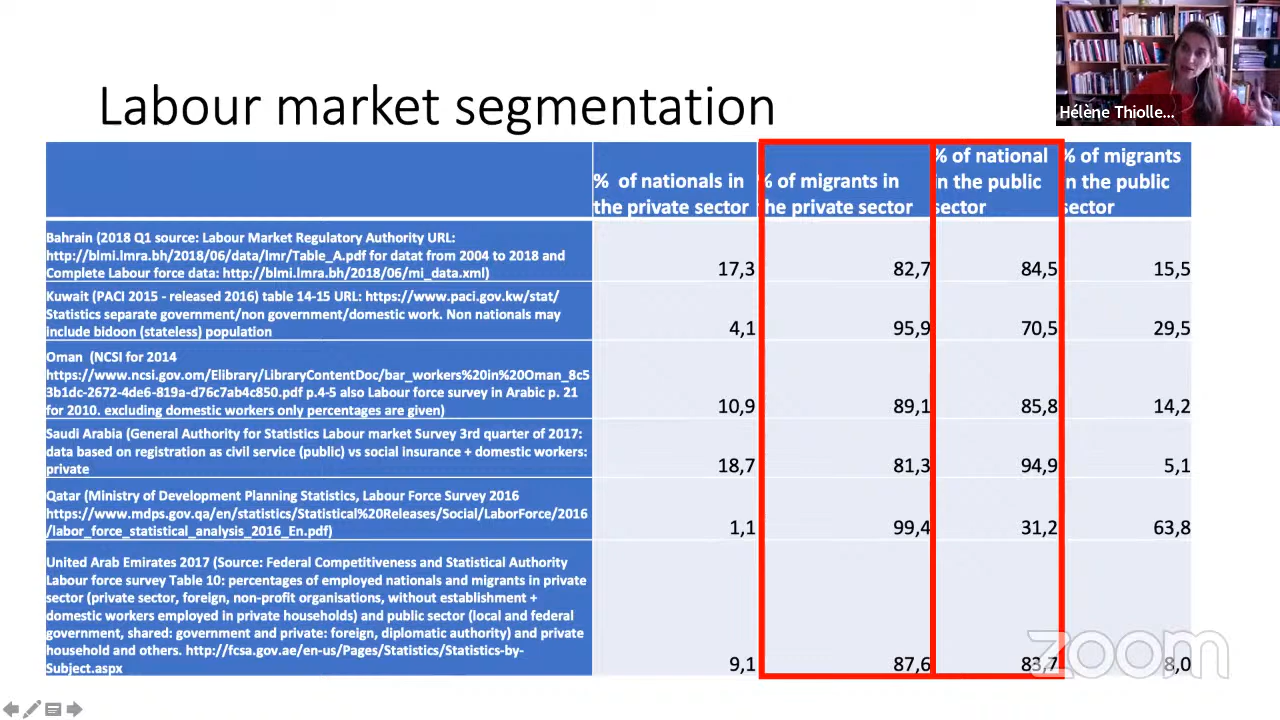 Hélène Thiolle...
Labour market segmentation
% of nationals in
the private sector
% of migrants in
the private sector
% of national
in the public
sector
% of migrants
in the public
sector
Bahrain (2018 Q1 source: Labour Market Regulatory Authority URL:
http://blmi.lmra.bh/2018/06/data/lmr/Table_A.pdf for datat from 2004 to 2018 and
Complete Labour force data: http://blmi.lmra.bh/2018/06/mi_data.xml)
17,3
82,7
84,5
15,5
Kuwait (PACI 2015 - released 2016) table 14-15 URL: https://www.paci.gov.kw/stat/
Statistics separate government/non government/domestic work. Non nationals may
include bidoon (stateless) population
4,1
95,9
70,5
29,5
Oman (NCSI for 2014
https://www.ncsi.gov.om/Elibrary/LibraryContentDoc/bar_workers%20in%20Oman_8c5
3b1dc-2672-4de6-819a-d76c7ab4c850.pdf p.4-5 also Labour force survey in Arabic p. 21
for 2010. excluding domestic workers only percentages are given)
10,9
89,1
85,8
14,2
Saudi Arabia (General Authority for Statistics Labour market Survey 3rd quarter of 2017:
data based on registration as civil service (public) vs social insurance + domestic workers:
private
18,7
81,3
94,9
5,1
Qatar (Ministry of Development Planning Statistics, Labour Force Survey 2016
https://www.mdps.gov.qa/en/statistics/Statistical%20Releases/Social/LaborForce/2016
/labor_force_statistical_analysis_2016_En.pdf)
1,1
99,4
31,2
63,8
United Arab Emirates 2017 (Source: Federal Competitiveness and Statistical Authority
Labour force survey Table 10: percentages of employed nationals and migrants in private
sector (private sector, foreign, non-profit organisations, without establishment +
domestic workers employed in private households) and public sector (local and federal
government, shared: government and private: foreign, diplomatic authority) and private
household and others. http://fcsa.gov.ae/en-us/Pages/Statistics/Statistics-by-
Subject.aspx
9,1
87,6
83,7
8,0
zoom